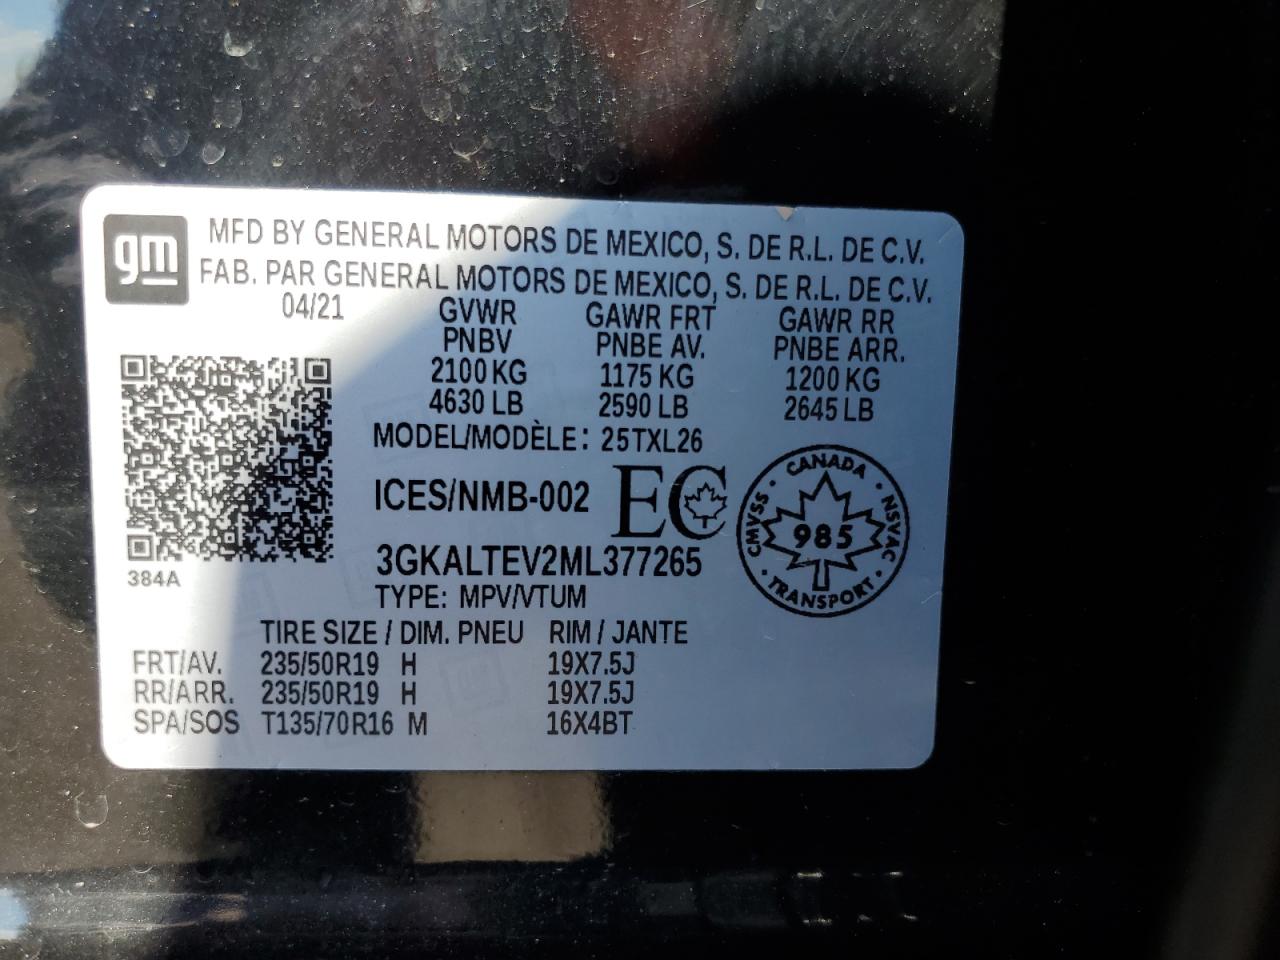 gm
MFD BY GENERAL MOTORS DE MEXICO, S. DE R.L. DE C.V.
FAB. PAR GENERAL MOTORS DE MEXICO, S. DE R.L. DE C.V.
04/21
GVWR GAWR FRT GAWR RR
PNBV PNBE AV. PNBE ARR.
2100 KG 1175 KG 1200 KG
4630 LB 2590 LB 2645 LB
MODEL/MODÈLE: 25TXL26
ICES/NMB-002 EC
3GKALTEV2ML377265
TYPE: MPV/VTUM
CANADA
CMVSS 985 NSVAC
TRANSPORT
384A
TIRE SIZE / DIM. PNEU RIM / JANTE
FRT/AV. 235/50R19 H 19X7.5J
RR/ARR. 235/50R19 H 19X7.5J
SPA/SOS T135/70R16 M 16X4BT